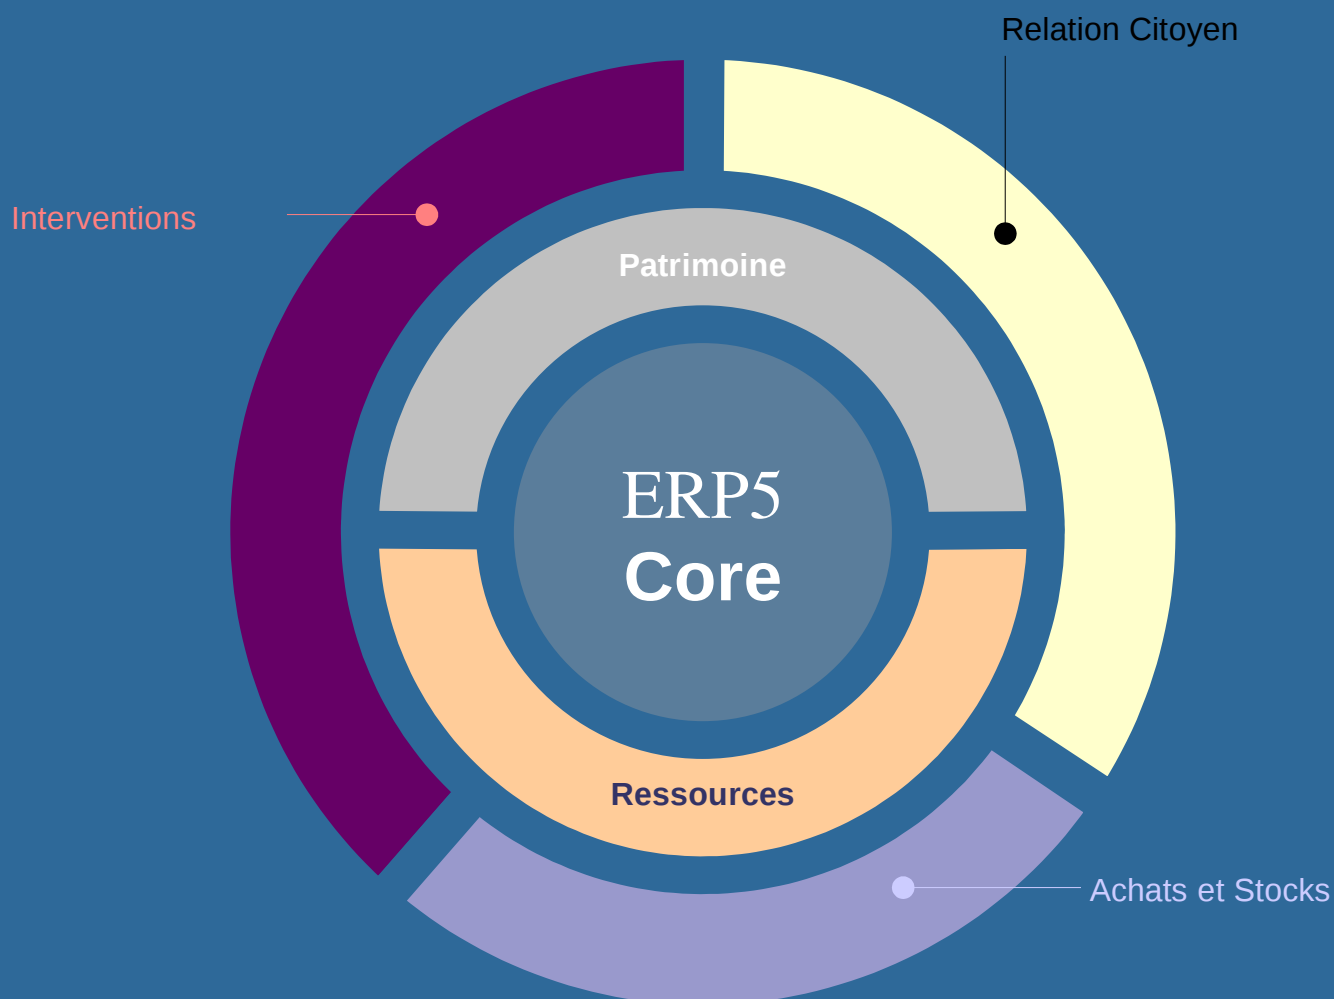 Relation Citoyen
Interventions
Patrimoine
ERP5
Core
Ressources
Achats et Stocks